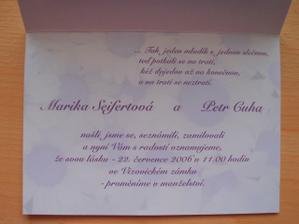 ... Tak jeden mladík s jednou slečnou,
teď potkali se na trati,
kéž dojedou až na konečnou,
a na trati se neztratí.
Marika Seifertová a Petr Cuha
našli jsme se, seznámili, zamilovali
a nyní Vám s radostí oznamujeme,
že svou lásku - 22. července 2006 v 11.00 hodin
ve Vizovickém zámku
- proměníme v manželství.